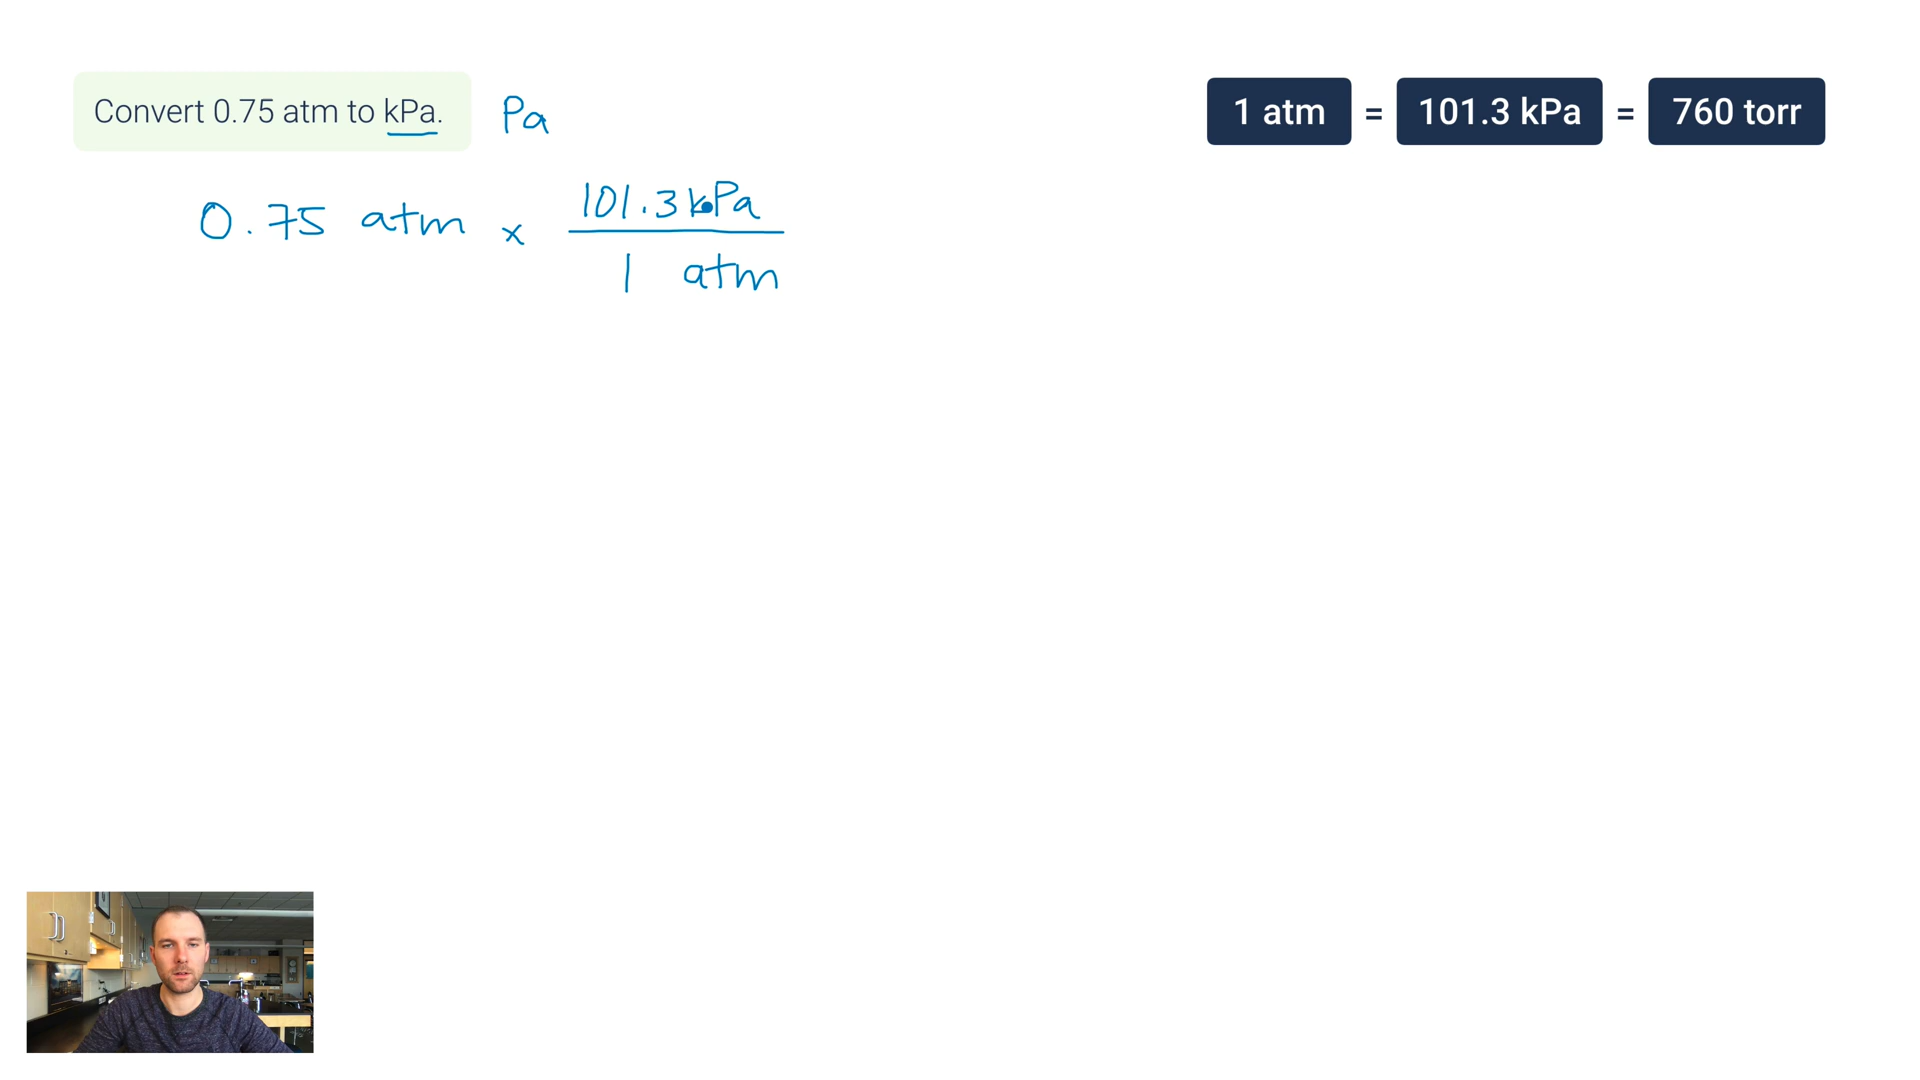 Convert 0.75 atm to kPa. Pa
1 atm = 101.3 kPa = 760 torr
0.75 atm × 101.3 kPa
1 atm